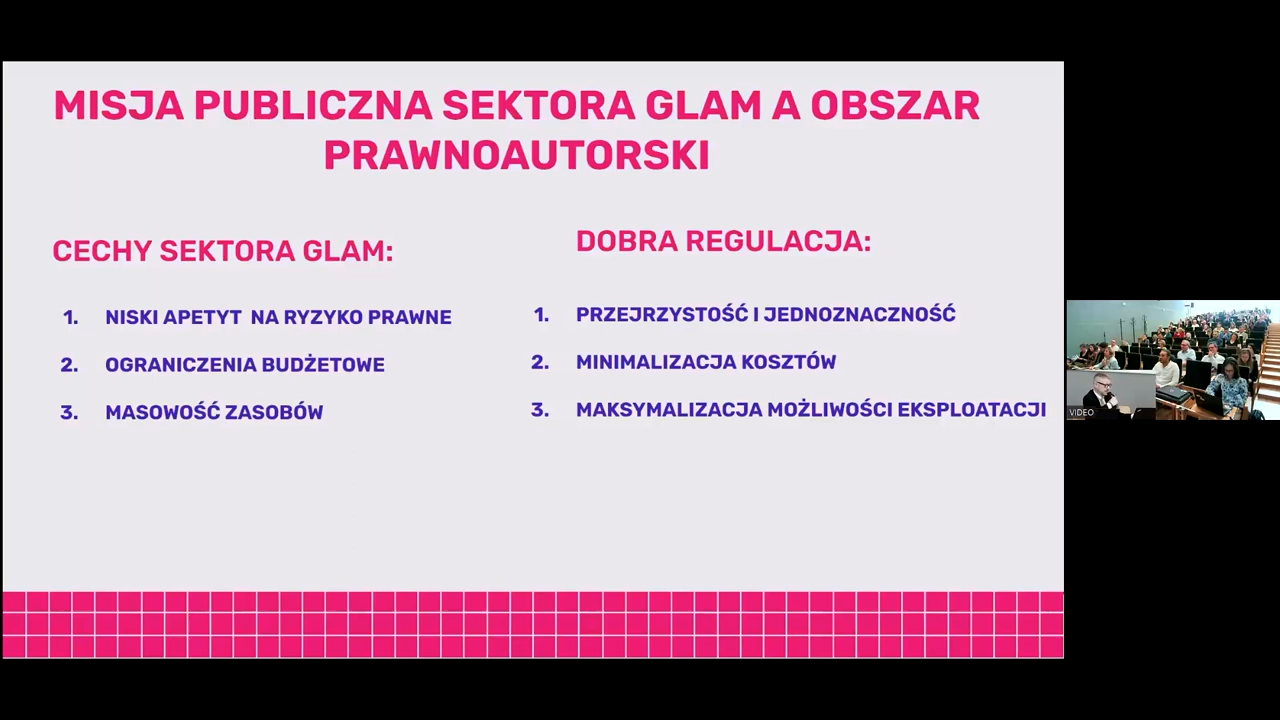 MISJA PUBLICZNA SEKTORA GLAM A OBSZAR
PRAWNOAUTORSKI
CECHY SEKTORA GLAM:
1. NISKI APETYT NA RYZYKO PRAWNE
2. OGRANICZENIA BUDŻETOWE
3. MASOWOŚĆ ZASOBÓW
DOBRA REGULACJA:
1. PRZEJRZYSTOŚĆ I JEDNOZNACZNOŚĆ
2. MINIMALIZACJA KOSZTÓW
3. MAKSYMALIZACJA MOŻLIWOŚCI EKSPLOATACJI
VIDEO